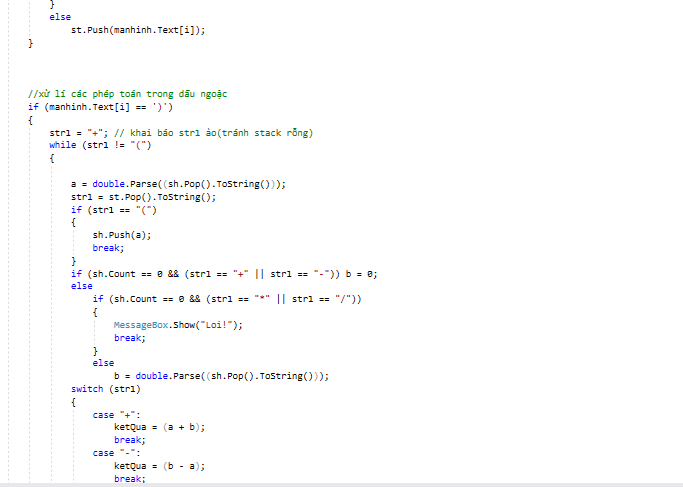 }
else
st.Push(manhinh.Text[i]);
}
//xử lí các phép toán trong dấu ngoặc
if (manhinh.Text[i] == ')')
{
str1 = "+"; // khai báo str1 ảo(tránh stack rỗng)
while (str1 != "(")
{
a = double.Parse((sh.Pop().ToString()));
str1 = st.Pop().ToString();
if (str1 == "(")
{
sh.Push(a);
break;
}
if (sh.Count == 0 && (str1 == "+" || str1 == "-")) b = 0;
else
if (sh.Count == 0 && (str1 == "*" || str1 == "/"))
{
MessageBox.Show("Loi!");
break;
}
else
b = double.Parse((sh.Pop().ToString()));
switch (str1)
{
case "+":
ketQua = (a + b);
break;
case "-":
ketQua = (b - a);
break;